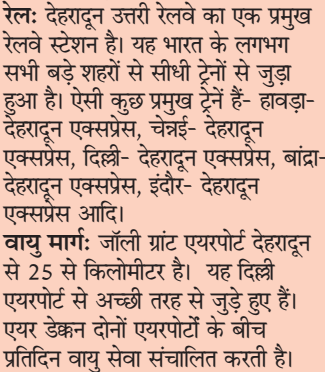 रेलः देहरादून उत्तरी रेलवे का एक प्रमुख
रेलवे स्टेशन है। यह भारत के लगभग
सभी बड़े शहरों से सीधी ट्रेनों से जुड़ा
हुआ है। ऐसी कुछ प्रमुख ट्रेनें हैं- हावड़ा-
देहरादून एक्सप्रेस, चेन्नई- देहरादून
एक्सप्रेस, दिल्ली- देहरादून एक्सप्रेस, बांद्रा-
देहरादून एक्सप्रेस, इंदौर- देहरादून
एक्सप्रेस आदि।
वायु मार्गः जॉली ग्रांट एयरपोर्ट देहरादून
से 25 से किलोमीटर है। यह दिल्ली
एयरपोर्ट से अच्छी तरह से जुड़े हुए हैं।
एयर डेक्कन दोनों एयरपोर्टों के बीच
प्रतिदिन वायु सेवा संचालित करती है।